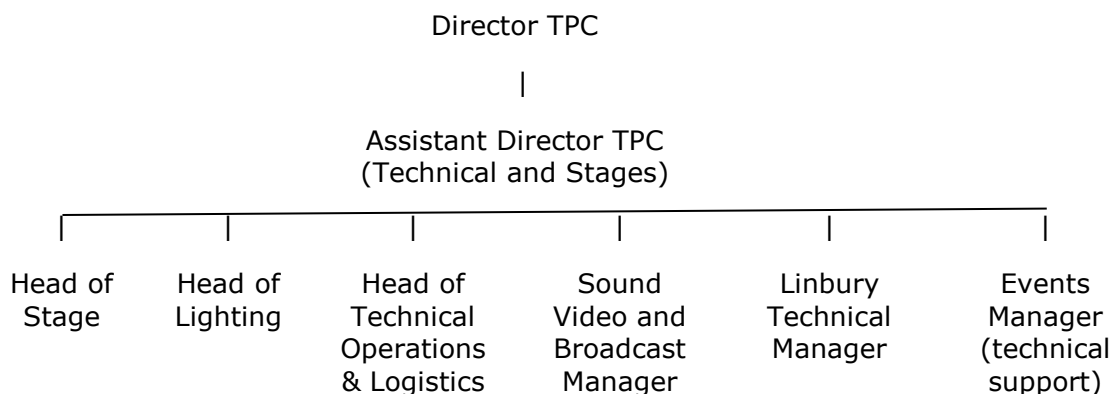 Director TPC
|
Assistant Director TPC
(Technical and Stages)
| | | | | |
Head of Stage
Head of Lighting
Head of Technical Operations & Logistics
Sound Video and Broadcast Manager
Linbury Technical Manager
Events Manager (technical support)